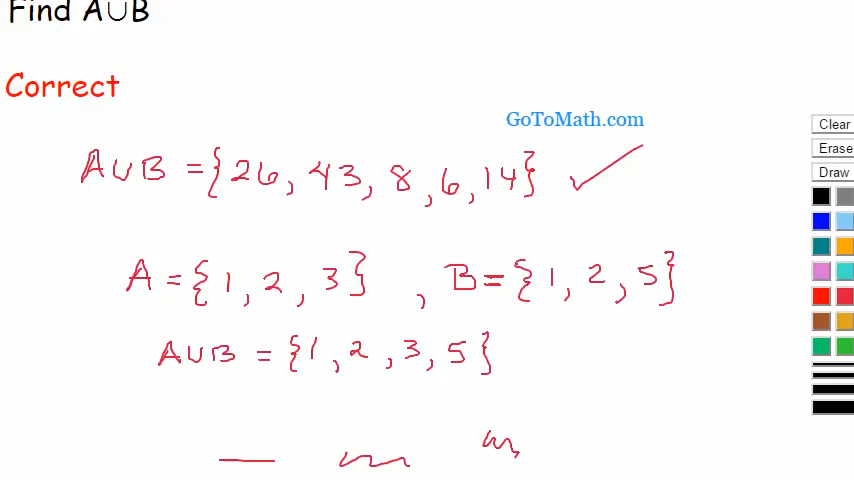 Find A∪B
Correct
GoToMath.com
A∪B = {26, 43, 8, 6, 14}
A = {1, 2, 3} , B = {1, 2, 5}
A∪B = {1, 2, 3, 5}
Clear
Erase
Draw